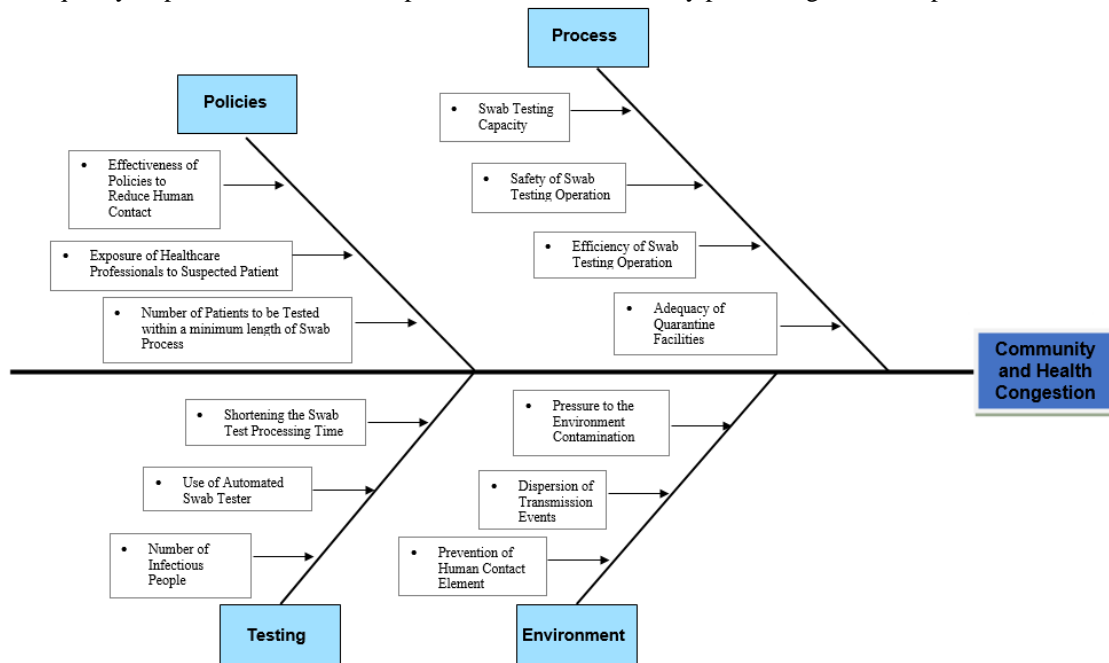 Process
Policies
• Swab Testing
Capacity
• Effectiveness of
Policies to
Reduce Human
Contact
• Safety of Swab
Testing Operation
• Exposure of Healthcare
Professionals to Suspected Patient
• Efficiency of Swab
Testing Operation
• Number of Patients to be Tested
within a minimum length of Swab
Process
• Adequacy of
Quarantine
Facilities
Community
and Health
Congestion
• Shortening the Swab
Test Processing Time
• Pressure to the
Environment
Contamination
• Use of Automated
Swab Tester
• Dispersion of
Transmission
Events
• Number of
Infectious
People
• Prevention of
Human Contact
Element
Testing
Environment